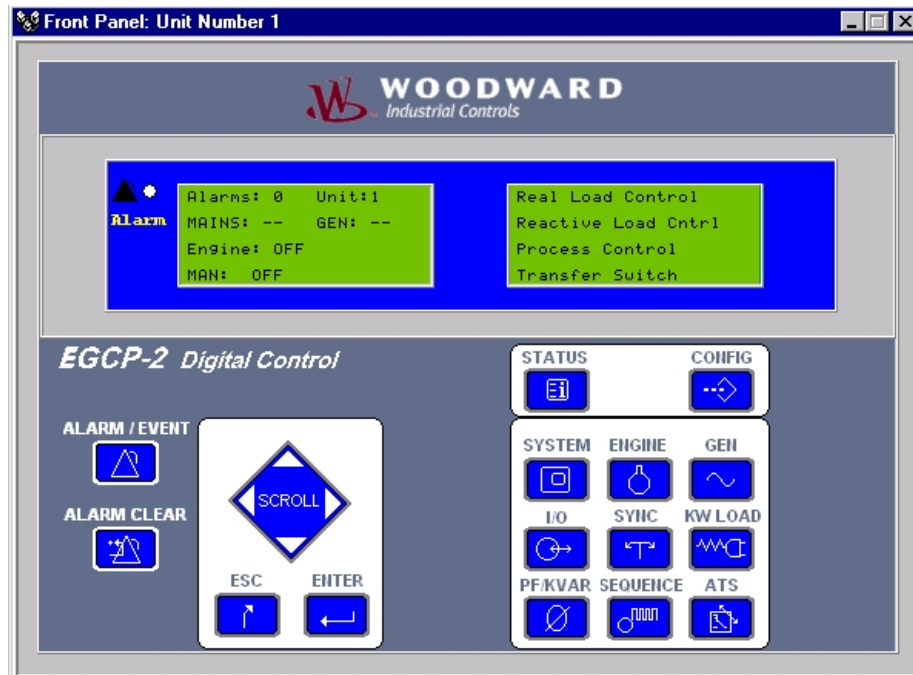 Front Panel: Unit Number 1
WOODWARD
Industrial Controls
Alarm
Alarms: 0 Unit:1
MAINS: -- GEN: --
Engine: OFF
MAN: OFF
Real Load Control
Reactive Load Cntrl
Process Control
Transfer Switch
EGCP-2 Digital Control
STATUS CONFIG
ALARM / EVENT
ALARM CLEAR
SCROLL
ESC ENTER
SYSTEM ENGINE GEN
I/O SYNC KW LOAD
PF/KVAR SEQUENCE ATS